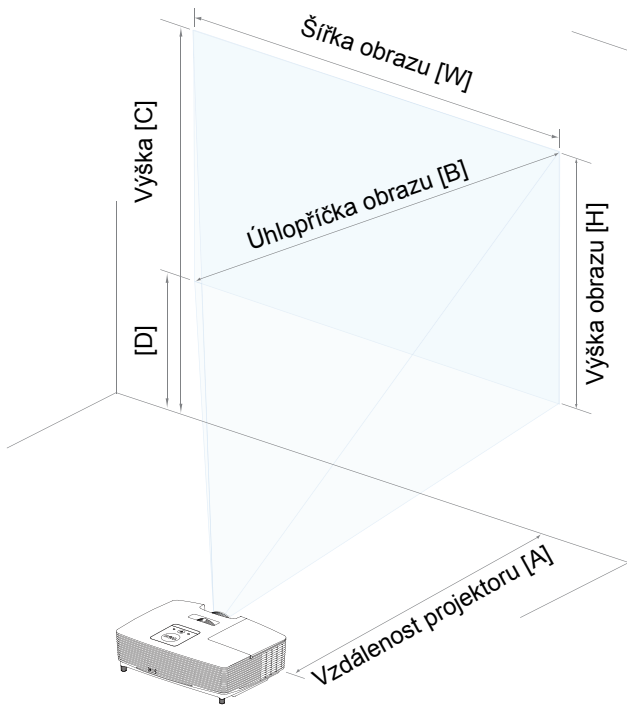 Šířka obrazu [W]
Výška [C]
Úhlopříčka obrazu [B]
Výška obrazu [H]
[D]
Vzdálenost projektoru [A]